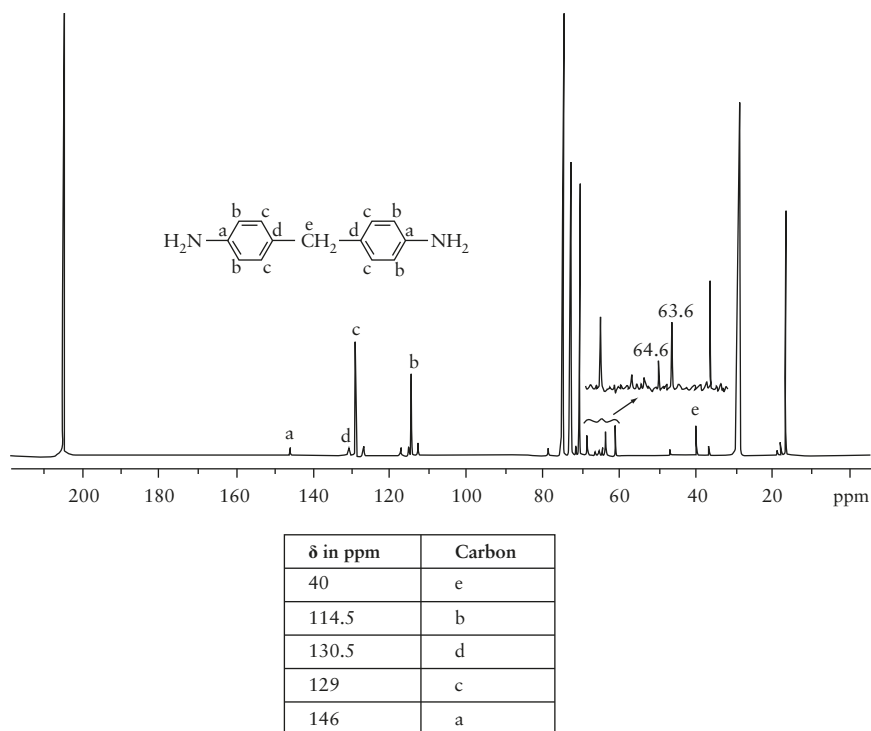 b c c b
a d e d a
H₂N CH₂ NH₂
b c c b
c
b
a
d
63.6
64.6
e
200 180 160 140 120 100 80 60 40 20 ppm
δ in ppm Carbon
40 e
114.5 b
130.5 d
129 c
146 a